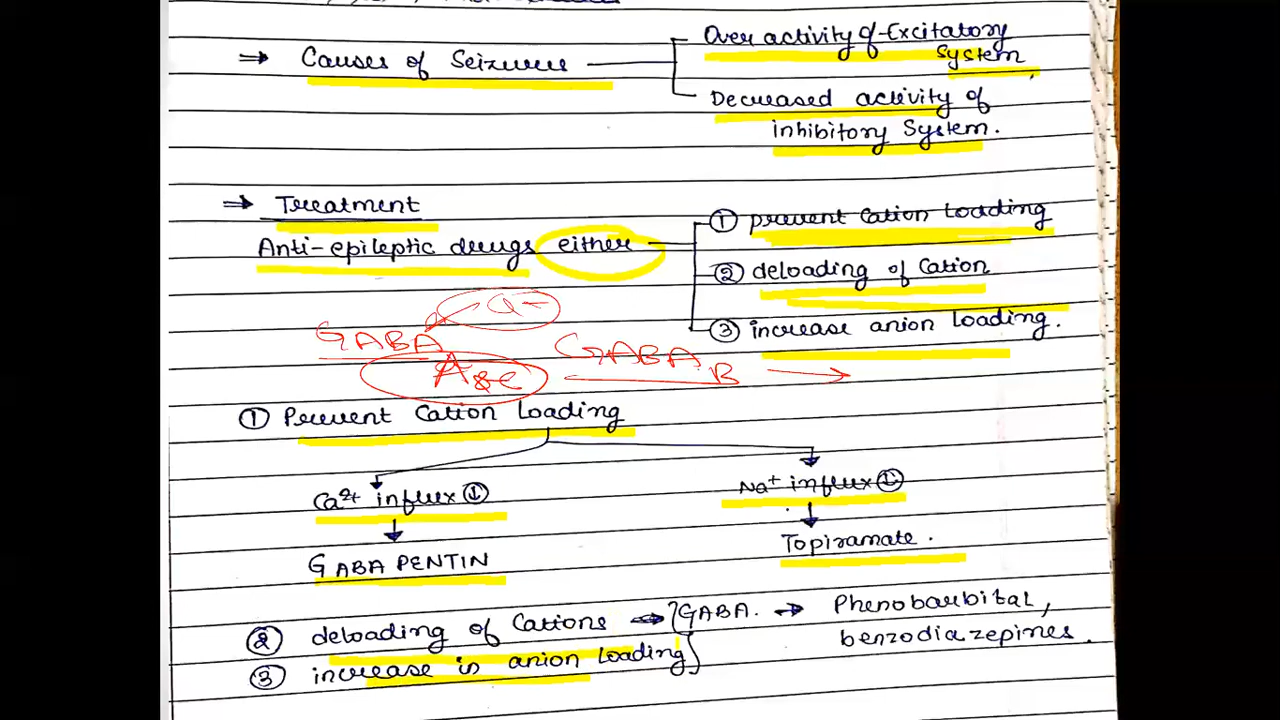 ⇒ Causes of Seizures
Over activity of Excitatory
System
Decreased activity of
inhibitory System.
⇒ Treatment
Anti-epileptic drugs either
① prevent Cation Loading
② deloading of Cation
③ increase anion loading.
GABA
A & C
GABA B →
① Prevent Cation Loading
Ca2+ influx ↓
Na+ influx ↓
GABAPENTIN
Topiramate.
② deloading of Cations → GABA. → Phenobarbital,
benzodiazepines.
③ increase in anion loading